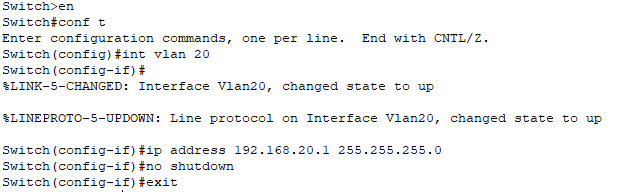 Switch>en
Switch#conf t
Enter configuration commands, one per line.  End with CNTL/Z.
Switch(config)#int vlan 20
Switch(config-if)#
%LINK-5-CHANGED: Interface Vlan20, changed state to up
%LINEPROTO-5-UPDOWN: Line protocol on Interface Vlan20, changed state to up
Switch(config-if)#ip address 192.168.20.1 255.255.255.0
Switch(config-if)#no shutdown
Switch(config-if)#exit